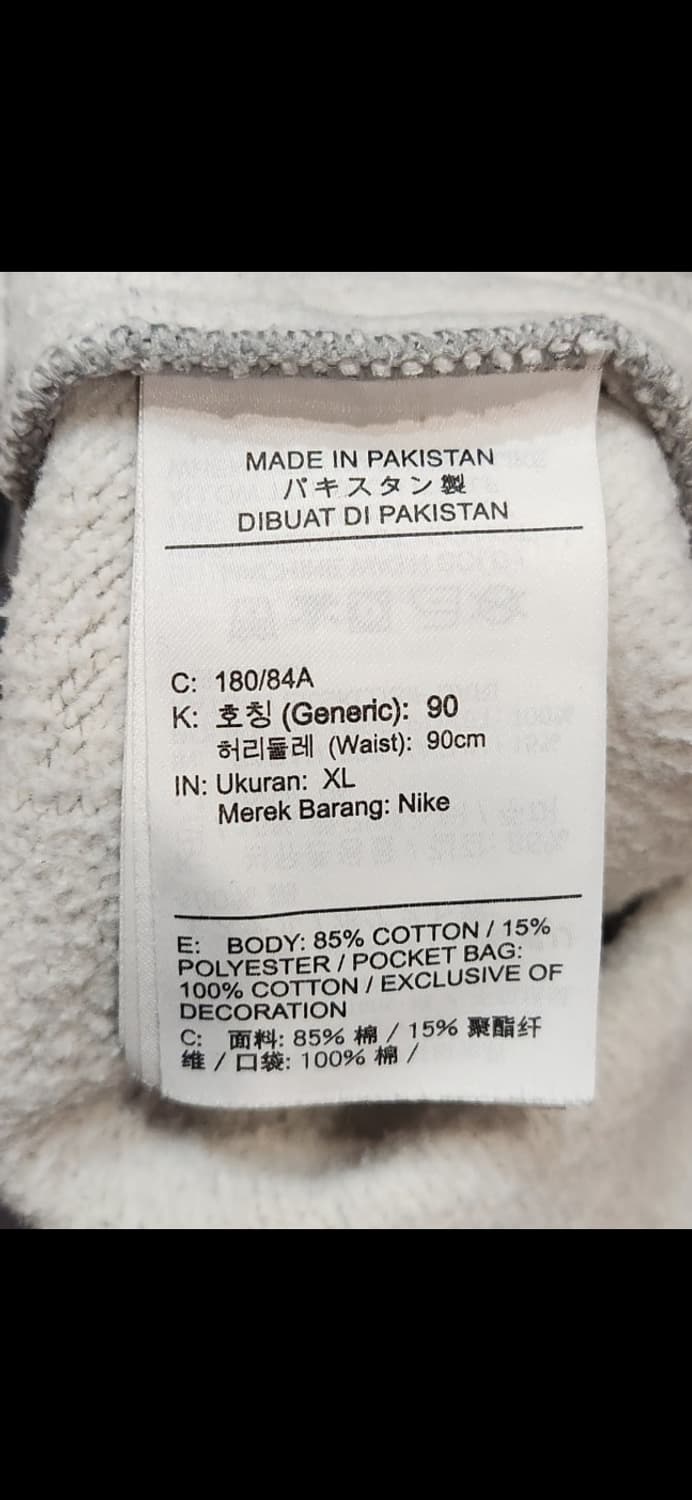 MADE IN PAKISTAN
パキスタン製
DIBUAT DI PAKISTAN
C: 180/84A
K: 호칭 (Generic): 90
허리둘레 (Waist): 90cm
IN: Ukuran: XL
Merek Barang: Nike
E: BODY: 85% COTTON / 15%
POLYESTER / POCKET BAG:
100% COTTON / EXCLUSIVE OF
DECORATION
C: 面料: 85% 棉 / 15% 聚酯纤
维 / 口袋: 100% 棉 /